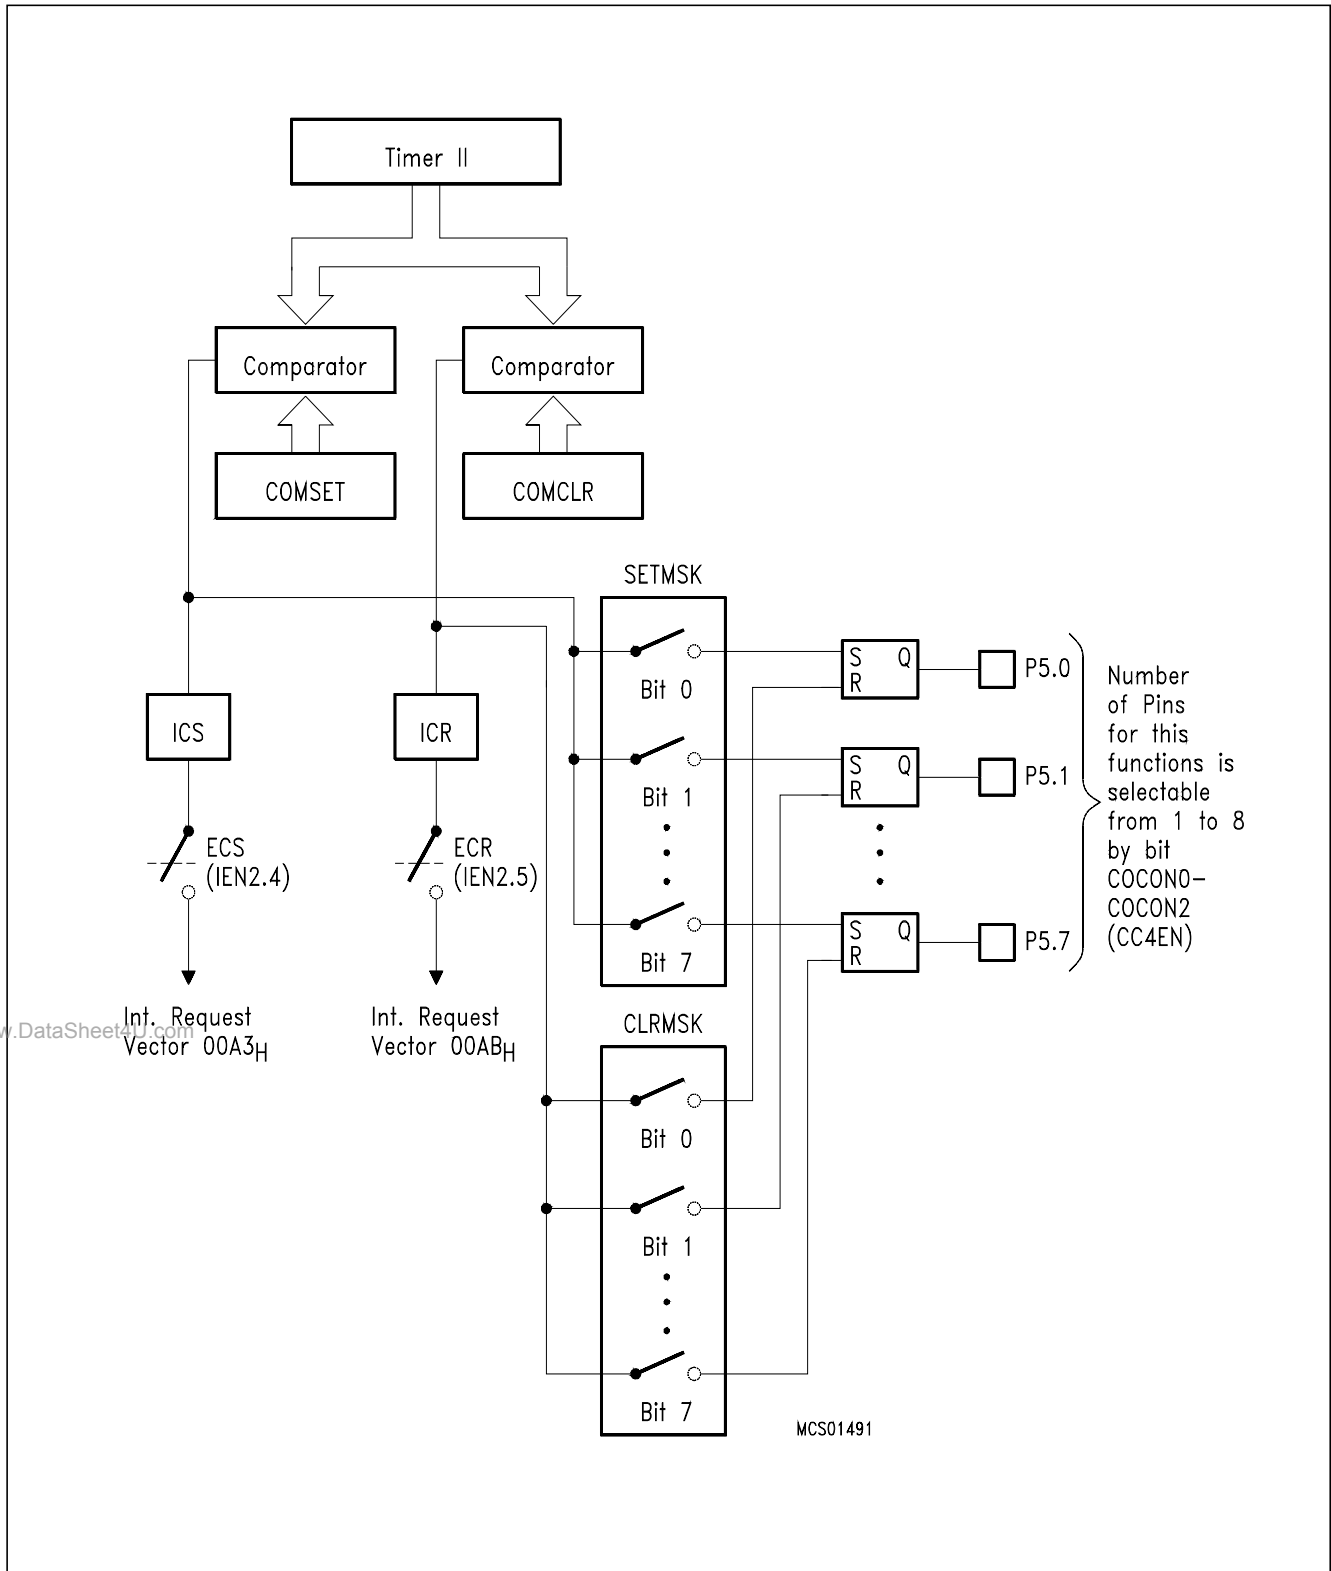 Timer II
Comparator
Comparator
COMSET
COMCLR
SETMSK
Bit 0
Bit 1
Bit 7
S Q
R
P5.0
S Q
R
P5.1
S Q
R
P5.7
Number
of Pins
for this
functions is
selectable
from 1 to 8
by bit
COCON0-
COCON2
(CC4EN)
ICS
ICR
ECS
(IEN2.4)
ECR
(IEN2.5)
Int. Request
Vector 00A3H
Int. Request
Vector 00ABH
w.DataSheet4U.com
CLRMSK
Bit 0
Bit 1
Bit 7
MCS01491